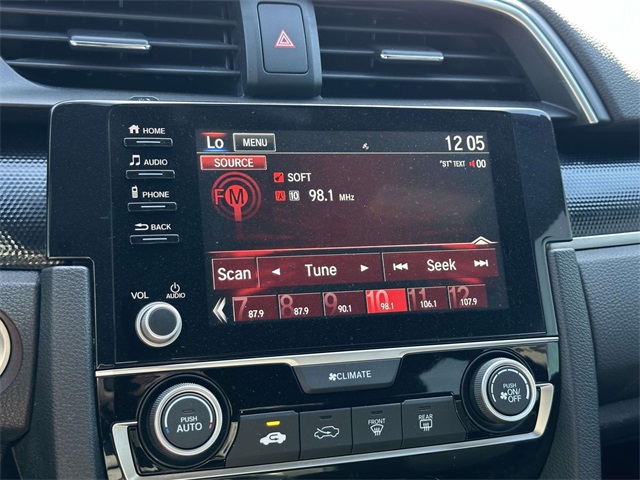 HOME
AUDIO
PHONE
BACK
VOL AUDIO
Lo MENU 12 05
SOURCE "ST" TEXT 00
FM SOFT
10 98.1 MHz
Scan Tune Seek
7 8 9 10 11 12
87.9 87.9 90.1 98.1 106.1 107.9
CLIMATE
PUSH AUTO
FRONT REAR
PUSH ON/OFF